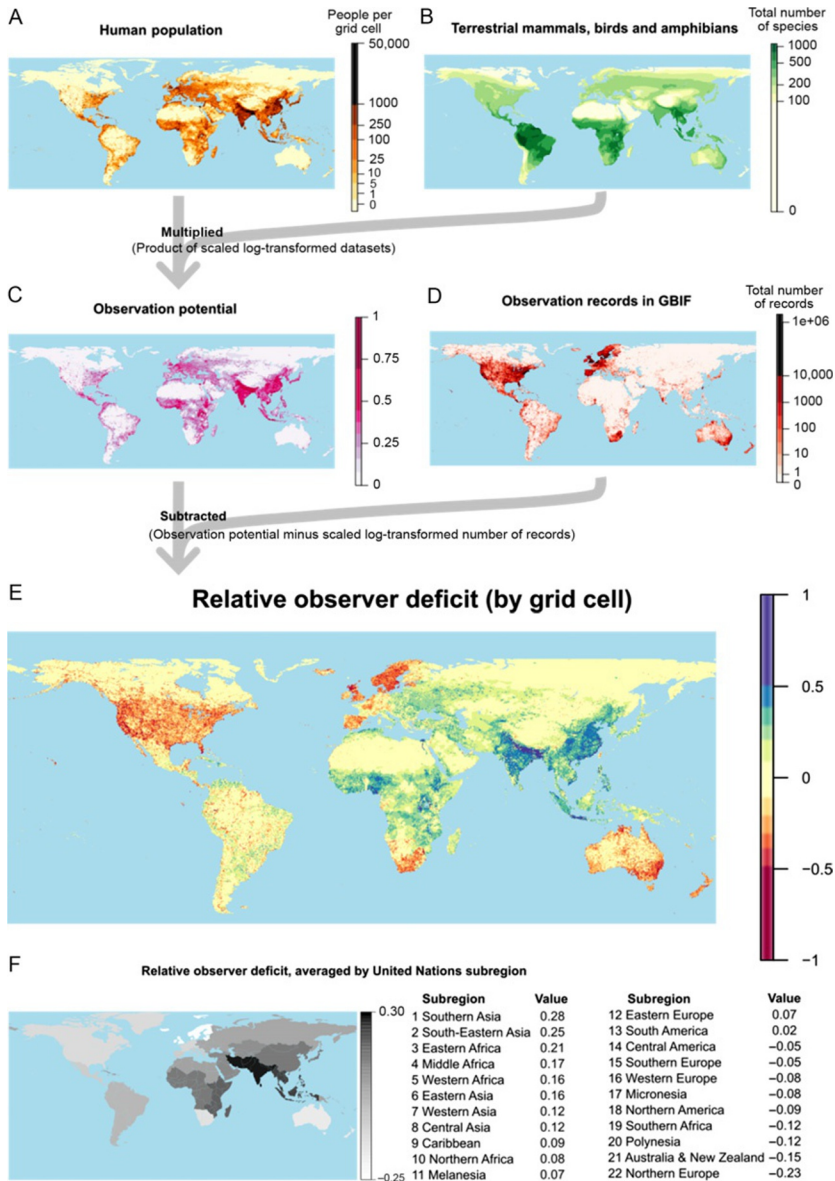 A
Human population
People per
grid cell
50,000
1000
250
100
25
10
5
1
0
B
Terrestrial mammals, birds and amphibians
Total number
of species
1000
500
200
100
0
Multiplied
(Product of scaled log-transformed datasets)
C
Observation potential
1
0.75
0.5
0.25
0
D
Observation records in GBIF
Total number
of records
1e+06
10,000
1000
100
10
1
0
Subtracted
(Observation potential minus scaled log-transformed number of records)
E
Relative observer deficit (by grid cell)
1
0.5
0
−0.5
−1
F
Relative observer deficit, averaged by United Nations subregion
0.30
−0.25
Subregion Value
1 Southern Asia 0.28
2 South-Eastern Asia 0.25
3 Eastern Africa 0.21
4 Middle Africa 0.17
5 Western Africa 0.16
6 Eastern Asia 0.16
7 Western Asia 0.12
8 Central Asia 0.12
9 Caribbean 0.09
10 Northern Africa 0.08
11 Melanesia 0.07
Subregion Value
12 Eastern Europe 0.07
13 South America 0.02
14 Central America −0.05
15 Southern Europe −0.05
16 Western Europe −0.08
17 Micronesia −0.08
18 Northern America −0.09
19 Southern Africa −0.12
20 Polynesia −0.12
21 Australia & New Zealand −0.15
22 Northern Europe −0.23